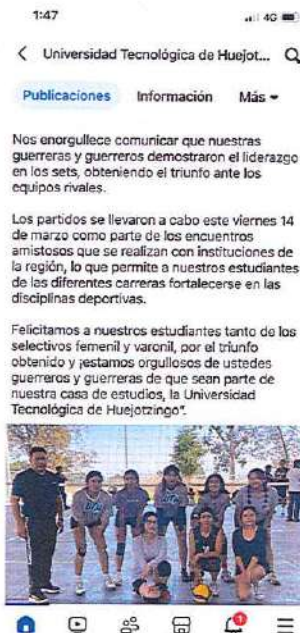 1:47
4G
Universidad Tecnológica de Huejot...
Publicaciones Información Más
Nos enorgullece comunicar que nuestras
guerreras y guerreros demostraron el liderazgo
en los sets, obteniendo el triunfo ante los
equipos rivales.
Los partidos se llevaron a cabo este viernes 14
de marzo como parte de los encuentros
amistosos que se realizan con instituciones de
la región, lo que permite a nuestros estudiantes
de las diferentes carreras fortalecerse en las
disciplinas deportivas.
Felicitamos a nuestros estudiantes tanto de los
selectivos femenil y varonil, por el triunfo
obtenido y ¡estamos orgullosos de ustedes
guerreros y guerreras de que sean parte de
nuestra casa de estudios, la Universidad
Tecnológica de Huejotzingo".